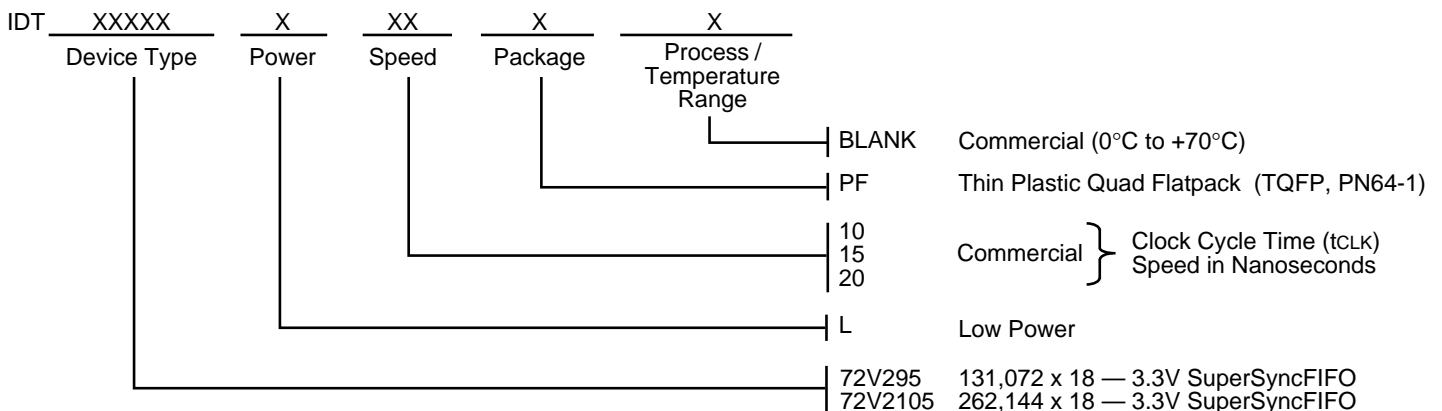 IDT XXXXX X XX X X
Device Type Power Speed Package Process /
Temperature
Range
BLANK Commercial (0°C to +70°C)
PF Thin Plastic Quad Flatpack (TQFP, PN64-1)
10
15 Commercial Clock Cycle Time (tCLK)
20 Speed in Nanoseconds
L Low Power
72V295 131,072 x 18 — 3.3V SuperSyncFIFO
72V2105 262,144 x 18 — 3.3V SuperSyncFIFO